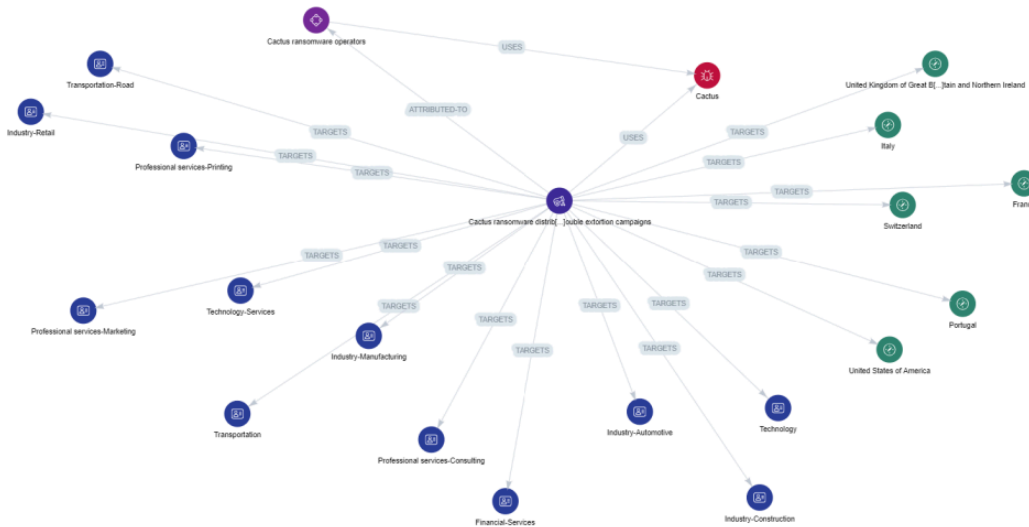 Cactus ransomware operators
USES
Transportation-Road
Cactus
United Kingdom of Great B[...]tain and Northern Ireland
Industry-Retail
ATTRIBUTED-TO
TARGETS
USES
TARGETS
Italy
Professional services-Printing
TARGETS
TARGETS
TARGETS
TARGETS
TARGETS
Switzerland
Cactus ransomware distrib[...]ouble extortion campaigns
TARGETS
TARGETS
TARGETS
TARGETS
Technology-Services
TARGETS
TARGETS
TARGETS
TARGETS
Professional services-Marketing
Portugal
Industry-Manufacturing
TARGETS
TARGETS
United States of America
Transportation
Industry-Automotive
Technology
Professional services-Consulting
Financial-Services
Industry-Construction